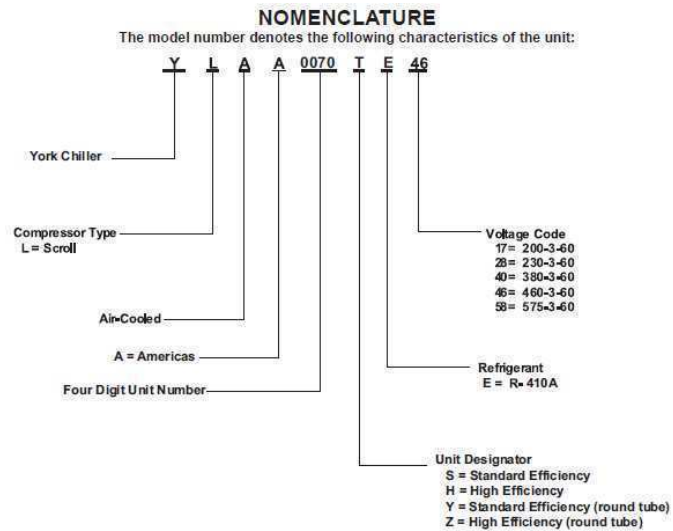 NOMENCLATURE
The model number denotes the following characteristics of the unit:
Y L A A 0070 T E 46
York Chiller
Compressor Type
L = Scroll
Air-Cooled
A = Americas
Four Digit Unit Number
Voltage Code
17= 200-3-60
28= 230-3-60
40= 380-3-60
46= 460-3-60
58= 575-3-60
Refrigerant
E = R-410A
Unit Designator
S = Standard Efficiency
H = High Efficiency
Y = Standard Efficiency (round tube)
Z = High Efficiency (round tube)